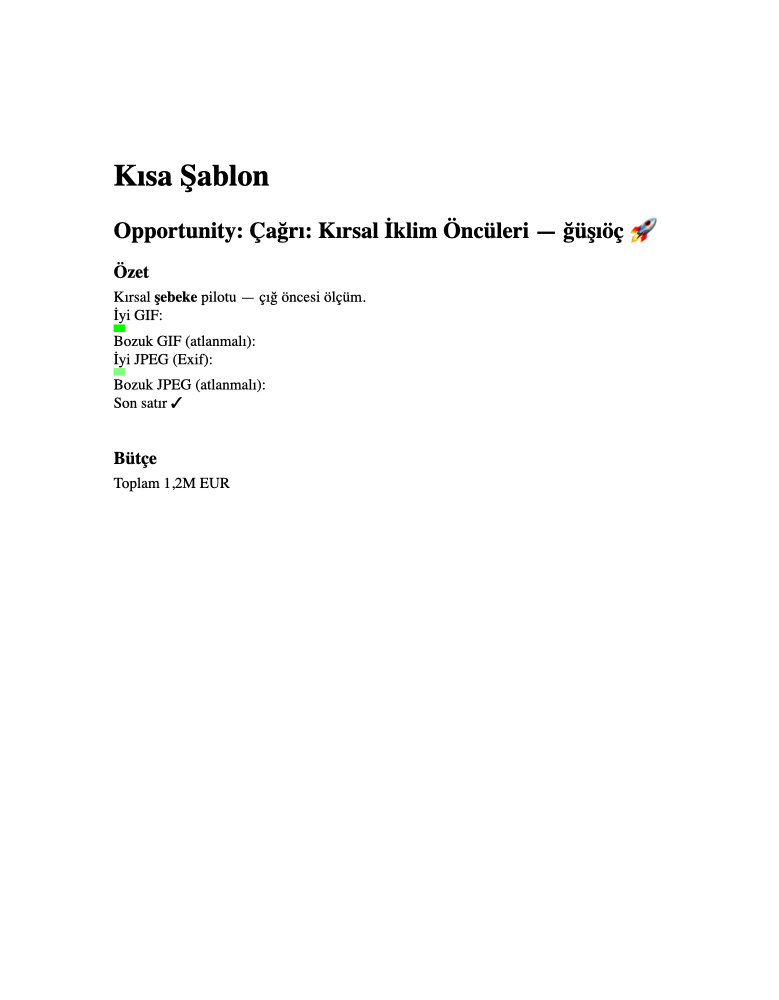 Kısa Şablon
Opportunity: Çağrı: Kırsal İklim Öncüleri — ğüşıöç 🚀
Özet
Kırsal şebeke pilotu — çığ öncesi ölçüm.
İyi GIF:
Bozuk GIF (atlanmalı):
İyi JPEG (Exif):
Bozuk JPEG (atlanmalı):
Son satır ✓
Bütçe
Toplam 1,2M EUR